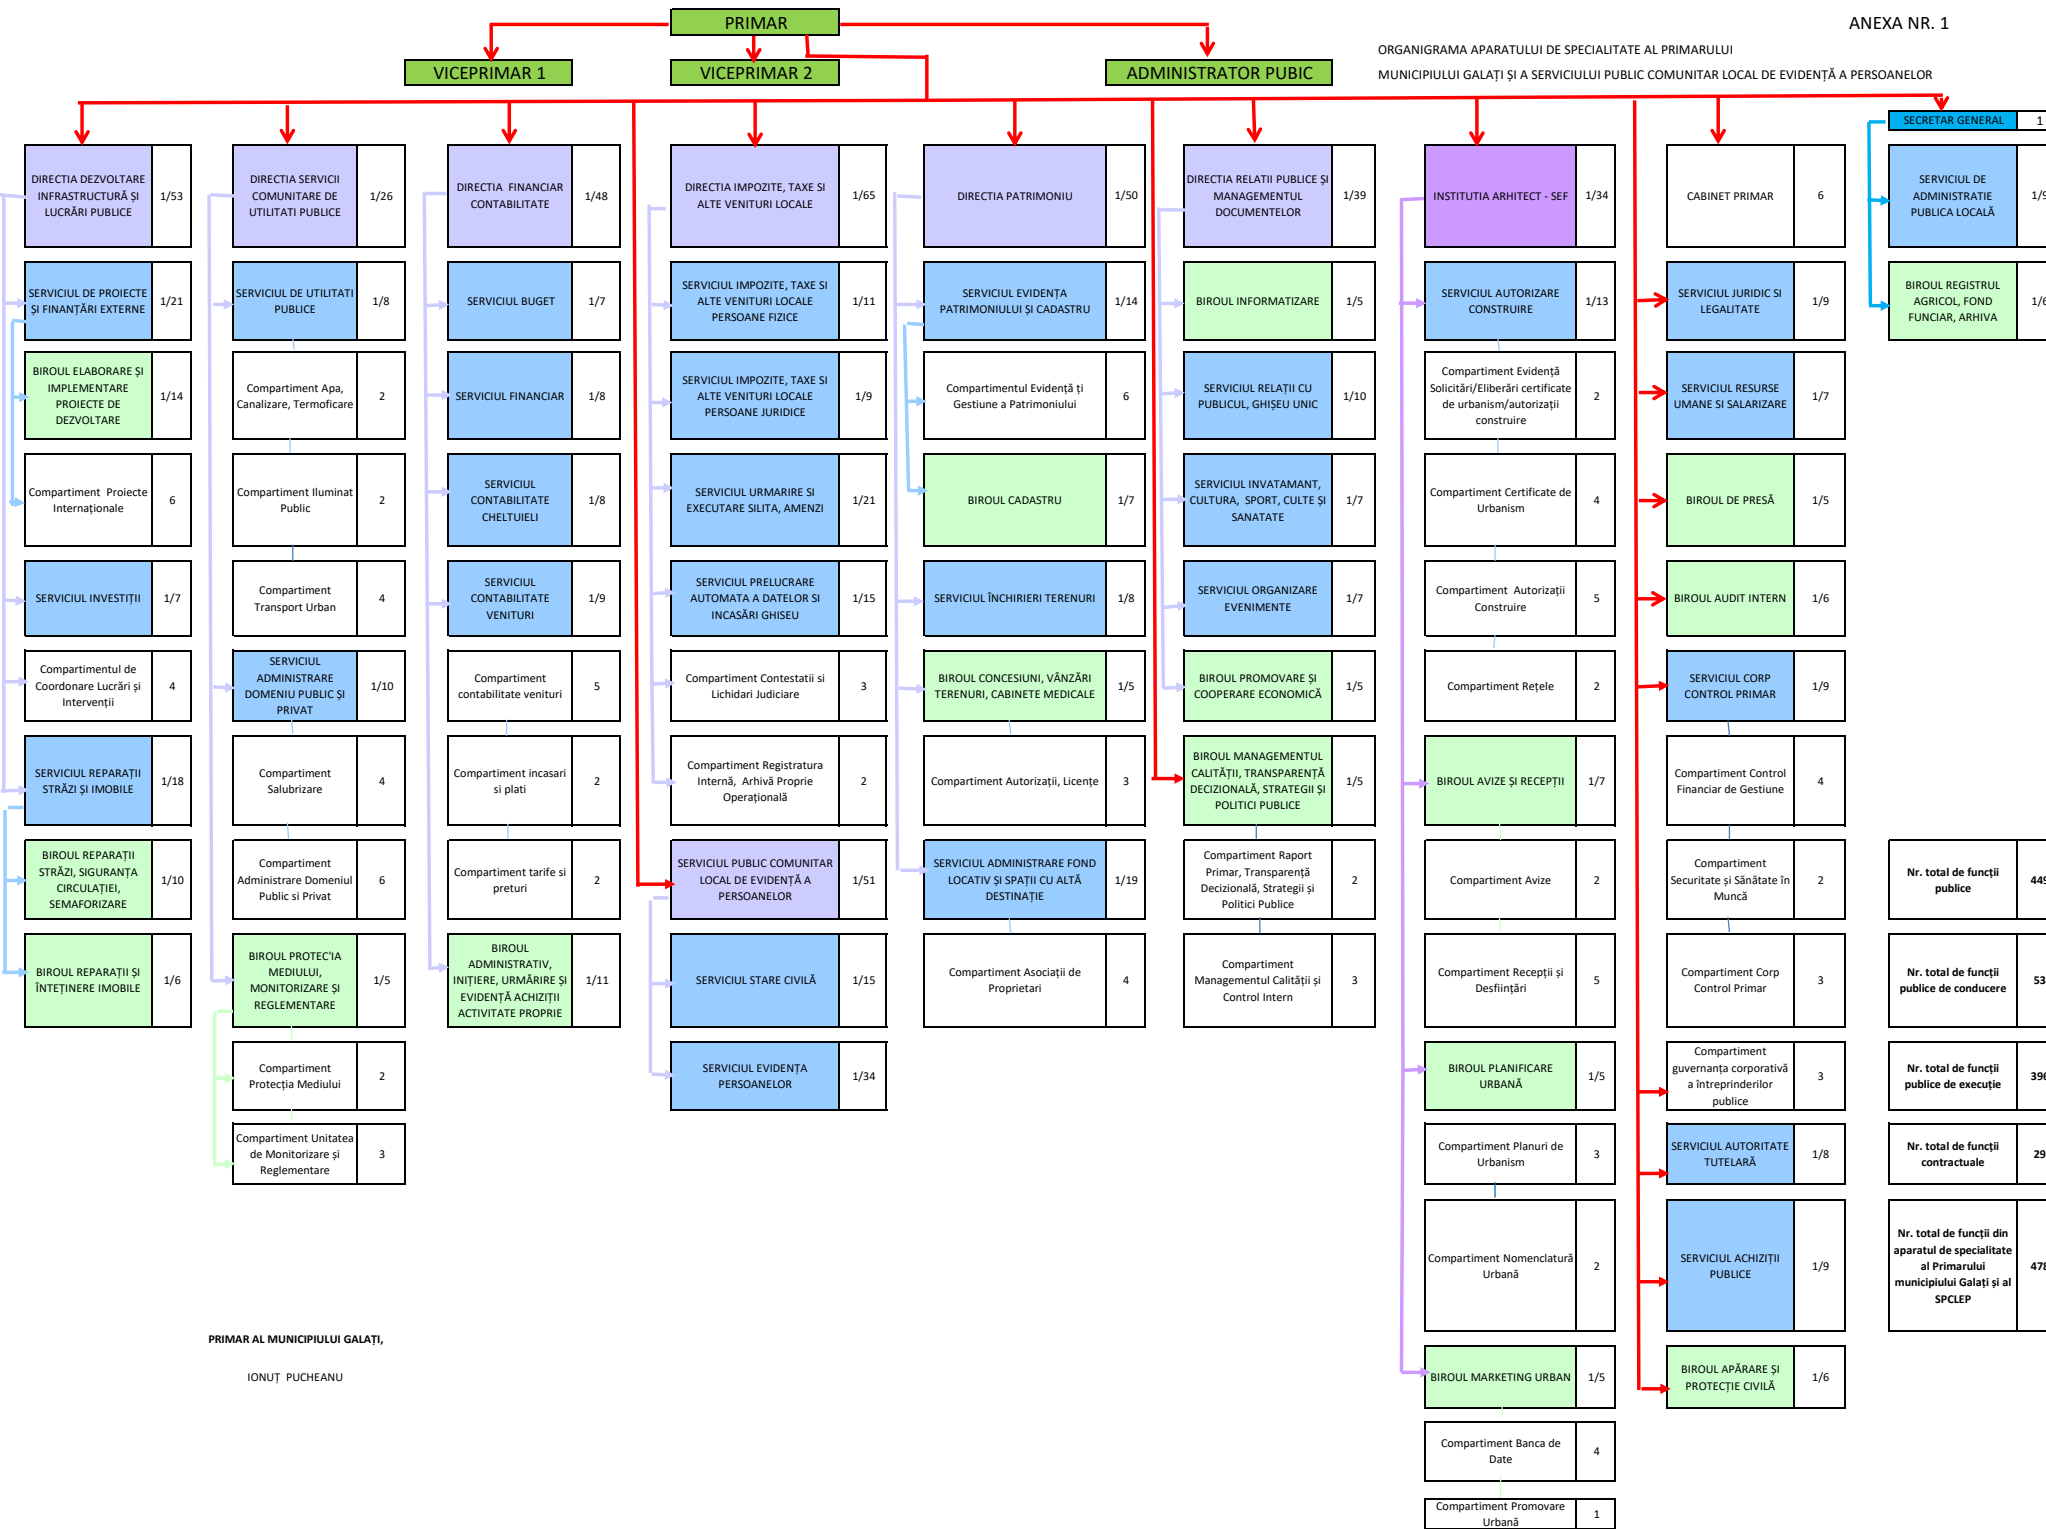 PRIMAR
ANEXA NR. 1
ORGANIGRAMA APARATULUI DE SPECIALITATE AL PRIMARULUI
VICEPRIMAR 1
VICEPRIMAR 2
ADMINISTRATOR PUBIC
MUNICIPIULUI GALAȚI ȘI A SERVICIULUI PUBLIC COMUNITAR LOCAL DE EVIDENȚĂ A PERSOANELOR
DIRECTIA DEZVOLTARE
INFRASTRUCTURĂ ȘI
LUCRĂRI PUBLICE
1/53
SERVICIUL DE PROIECTE
ȘI FINANȚĂRI EXTERNE
1/21
BIROUL ELABORARE ȘI
IMPLEMENTARE
PROIECTE DE
DEZVOLTARE
1/14
Compartiment Proiecte
Internaționale
6
SERVICIUL INVESTIȚII
1/7
Compartimentul de
Coordonare Lucrări și
Intervenții
4
SERVICIUL REPARAȚII
STRĂZI ȘI IMOBILE
1/18
BIROUL REPARAȚII
STRĂZI, SIGURANȚA
CIRCULAȚIEI,
SEMAFORIZARE
1/10
BIROUL REPARAȚII ȘI
ÎNTEȚINERE IMOBILE
1/6
DIRECTIA SERVICII
COMUNITARE DE
UTILITATI PUBLICE
1/26
SERVICIUL DE UTILITATI
PUBLICE
1/8
Compartiment Apa,
Canalizare, Termoficare
2
Compartiment Iluminat
Public
2
Compartiment
Transport Urban
4
SERVICIUL
ADMINISTRARE
DOMENIU PUBLIC ȘI
PRIVAT
1/10
Compartiment
Salubrizare
4
Compartiment
Administrare Domeniul
Public si Privat
6
BIROUL PROTEC'IA
MEDIULUI,
MONITORIZARE ȘI
REGLEMENTARE
1/5
Compartiment
Protecția Mediului
2
Compartiment Unitatea
de Monitorizare și
Reglementare
3
DIRECTIA FINANCIAR
CONTABILITATE
1/48
SERVICIUL BUGET
1/7
SERVICIUL FINANCIAR
1/8
SERVICIUL
CONTABILITATE
CHELTUIELI
1/8
SERVICIUL
CONTABILITATE
VENITURI
1/9
Compartiment
contabilitate venituri
5
Compartiment incasari
si plati
2
Compartiment tarife si
preturi
2
BIROUL
ADMINISTRATIV,
INIȚIERE, URMĂRIRE ȘI
EVIDENȚĂ ACHIZIȚII
ACTIVITATE PROPRIE
1/11
DIRECTIA IMPOZITE, TAXE SI
ALTE VENITURI LOCALE
1/65
SERVICIUL IMPOZITE, TAXE SI
ALTE VENITURI LOCALE
PERSOANE FIZICE
1/11
SERVICIUL IMPOZITE, TAXE SI
ALTE VENITURI LOCALE
PERSOANE JURIDICE
1/9
SERVICIUL URMARIRE SI
EXECUTARE SILITA, AMENZI
1/21
SERVICIUL PRELUCRARE
AUTOMATA A DATELOR SI
INCASĂRI GHISEU
1/15
Compartiment Contestatii si
Lichidari Judiciare
3
Compartiment Registratura
Internă, Arhivă Proprie
Operațională
2
SERVICIUL PUBLIC COMUNITAR
LOCAL DE EVIDENȚĂ A
PERSOANELOR
1/51
SERVICIUL STARE CIVILĂ
1/15
SERVICIUL EVIDENȚA
PERSOANELOR
1/34
DIRECTIA PATRIMONIU
1/50
SERVICIUL EVIDENȚA
PATRIMONIULUI ȘI CADASTRU
1/14
Compartimentul Evidență ți
Gestiune a Patrimoniului
6
BIROUL CADASTRU
1/7
SERVICIUL ÎNCHIRIERI TERENURI
1/8
BIROUL CONCESIUNI, VÂNZĂRI
TERENURI, CABINETE MEDICALE
1/5
Compartiment Autorizații, Licențe
3
SERVICIUL ADMINISTRARE FOND
LOCATIV ȘI SPAȚII CU ALTĂ
DESTINAȚIE
1/19
Compartiment Asociații de
Proprietari
4
DIRECTIA RELATII PUBLICE ȘI
MANAGEMENTUL
DOCUMENTELOR
1/39
BIROUL INFORMATIZARE
1/5
SERVICIUL RELAȚII CU
PUBLICUL, GHIȘEU UNIC
1/10
SERVICIUL INVATAMANT,
CULTURA, SPORT, CULTE ȘI
SANATATE
1/7
SERVICIUL ORGANIZARE
EVENIMENTE
1/7
BIROUL PROMOVARE ȘI
COOPERARE ECONOMICĂ
1/5
BIROUL MANAGEMENTUL
CALITĂȚII, TRANSPARENȚĂ
DECIZIONALĂ, STRATEGII ȘI
POLITICI PUBLICE
1/5
Compartiment Raport
Primar, Transparență
Decizională, Strategii și
Politici Publice
2
Compartiment
Managementul Calității și
Control Intern
3
INSTITUTIA ARHITECT - SEF
1/34
SERVICIUL AUTORIZARE
CONSTRUIRE
1/13
Compartiment Evidență
Solicitări/Eliberări certificate
de urbanism/autorizații
construire
2
Compartiment Certificate de
Urbanism
4
Compartiment Autorizații
Construire
5
Compartiment Rețele
2
BIROUL AVIZE ȘI RECEPȚII
1/7
Compartiment Avize
2
Compartiment Recepții și
Desființări
5
BIROUL PLANIFICARE
URBANĂ
1/5
Compartiment Planuri de
Urbanism
3
Compartiment Nomenclatură
Urbană
2
BIROUL MARKETING URBAN
1/5
Compartiment Banca de
Date
4
Compartiment Promovare
Urbană
1
CABINET PRIMAR
6
SERVICIUL JURIDIC SI
LEGALITATE
1/9
SERVICIUL RESURSE
UMANE SI SALARIZARE
1/7
BIROUL DE PRESĂ
1/5
BIROUL AUDIT INTERN
1/6
SERVICIUL CORP
CONTROL PRIMAR
1/9
Compartiment Control
Financiar de Gestiune
4
Compartiment
Securitate și Sănătate în
Muncă
2
Compartiment Corp
Control Primar
3
Compartiment
guvernanța corporativă
a întreprinderilor
publice
3
SERVICIUL AUTORITATE
TUTELARĂ
1/8
SERVICIUL ACHIZIȚII
PUBLICE
1/9
BIROUL APĂRARE ȘI
PROTECȚIE CIVILĂ
1/6
SECRETAR GENERAL
1
SERVICIUL DE
ADMINISTRATIE
PUBLICA LOCALĂ
1/9
BIROUL REGISTRUL
AGRICOL, FOND
FUNCIAR, ARHIVA
1/6
Nr. total de funcții
publice
449
Nr. total de funcții
publice de conducere
53
Nr. total de funcții
publice de execuție
396
Nr. total de funcții
contractuale
29
Nr. total de funcții din
aparatul de specialitate
al Primarului
municipiului Galați și al
SPCLEP
478
PRIMAR AL MUNICIPIULUI GALAȚI,
IONUȚ PUCHEANU